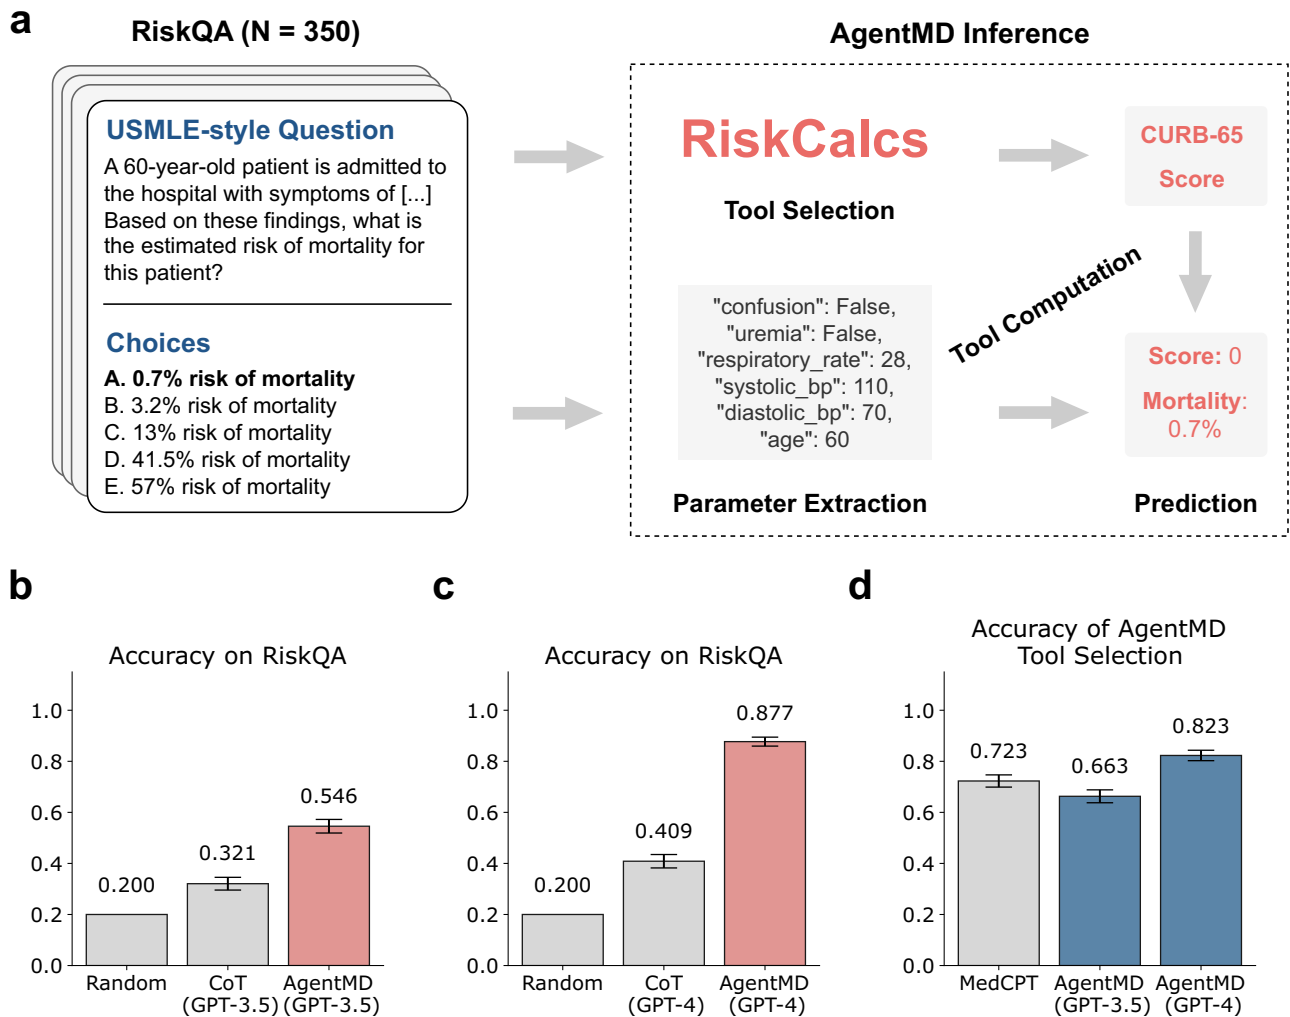 a
RiskQA (N = 350)
USMLE-style Question
A 60-year-old patient is admitted to
the hospital with symptoms of [...]
Based on these findings, what is
the estimated risk of mortality for
this patient?
Choices
A. 0.7% risk of mortality
B. 3.2% risk of mortality
C. 13% risk of mortality
D. 41.5% risk of mortality
E. 57% risk of mortality
AgentMD Inference
RiskCalcs
Tool Selection
CURB-65
Score
"confusion": False,
"uremia": False,
"respiratory_rate": 28,
"systolic_bp": 110,
"diastolic_bp": 70,
"age": 60
Parameter Extraction
Tool Computation
Score: 0
Mortality:
0.7%
Prediction
b
Accuracy on RiskQA
1.0
0.8
0.6
0.4
0.2
0.0
0.200
0.321
0.546
Random
CoT
(GPT-3.5)
AgentMD
(GPT-3.5)
c
Accuracy on RiskQA
1.0
0.8
0.6
0.4
0.2
0.0
0.200
0.409
0.877
Random
CoT
(GPT-4)
AgentMD
(GPT-4)
d
Accuracy of AgentMD
Tool Selection
1.0
0.8
0.6
0.4
0.2
0.0
0.723
0.663
0.823
MedCPT
AgentMD
(GPT-3.5)
AgentMD
(GPT-4)